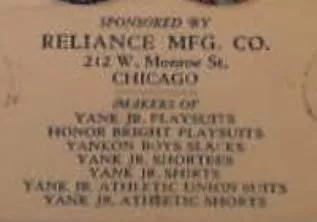 SPONSORED BY
RELIANCE MFG. CO.
212 W. Monroe St.
CHICAGO
MAKERS OF
YANK JR. PLAYSUITS
HONOR BRIGHT PLAYSUITS
YANKON BOYS SLACKS
YANK JR. SHORTEES
YANK JR. SHIRTS
YANK JR. ATHLETIC UNION SUITS
YANK JR. ATHLETIC SHORTS